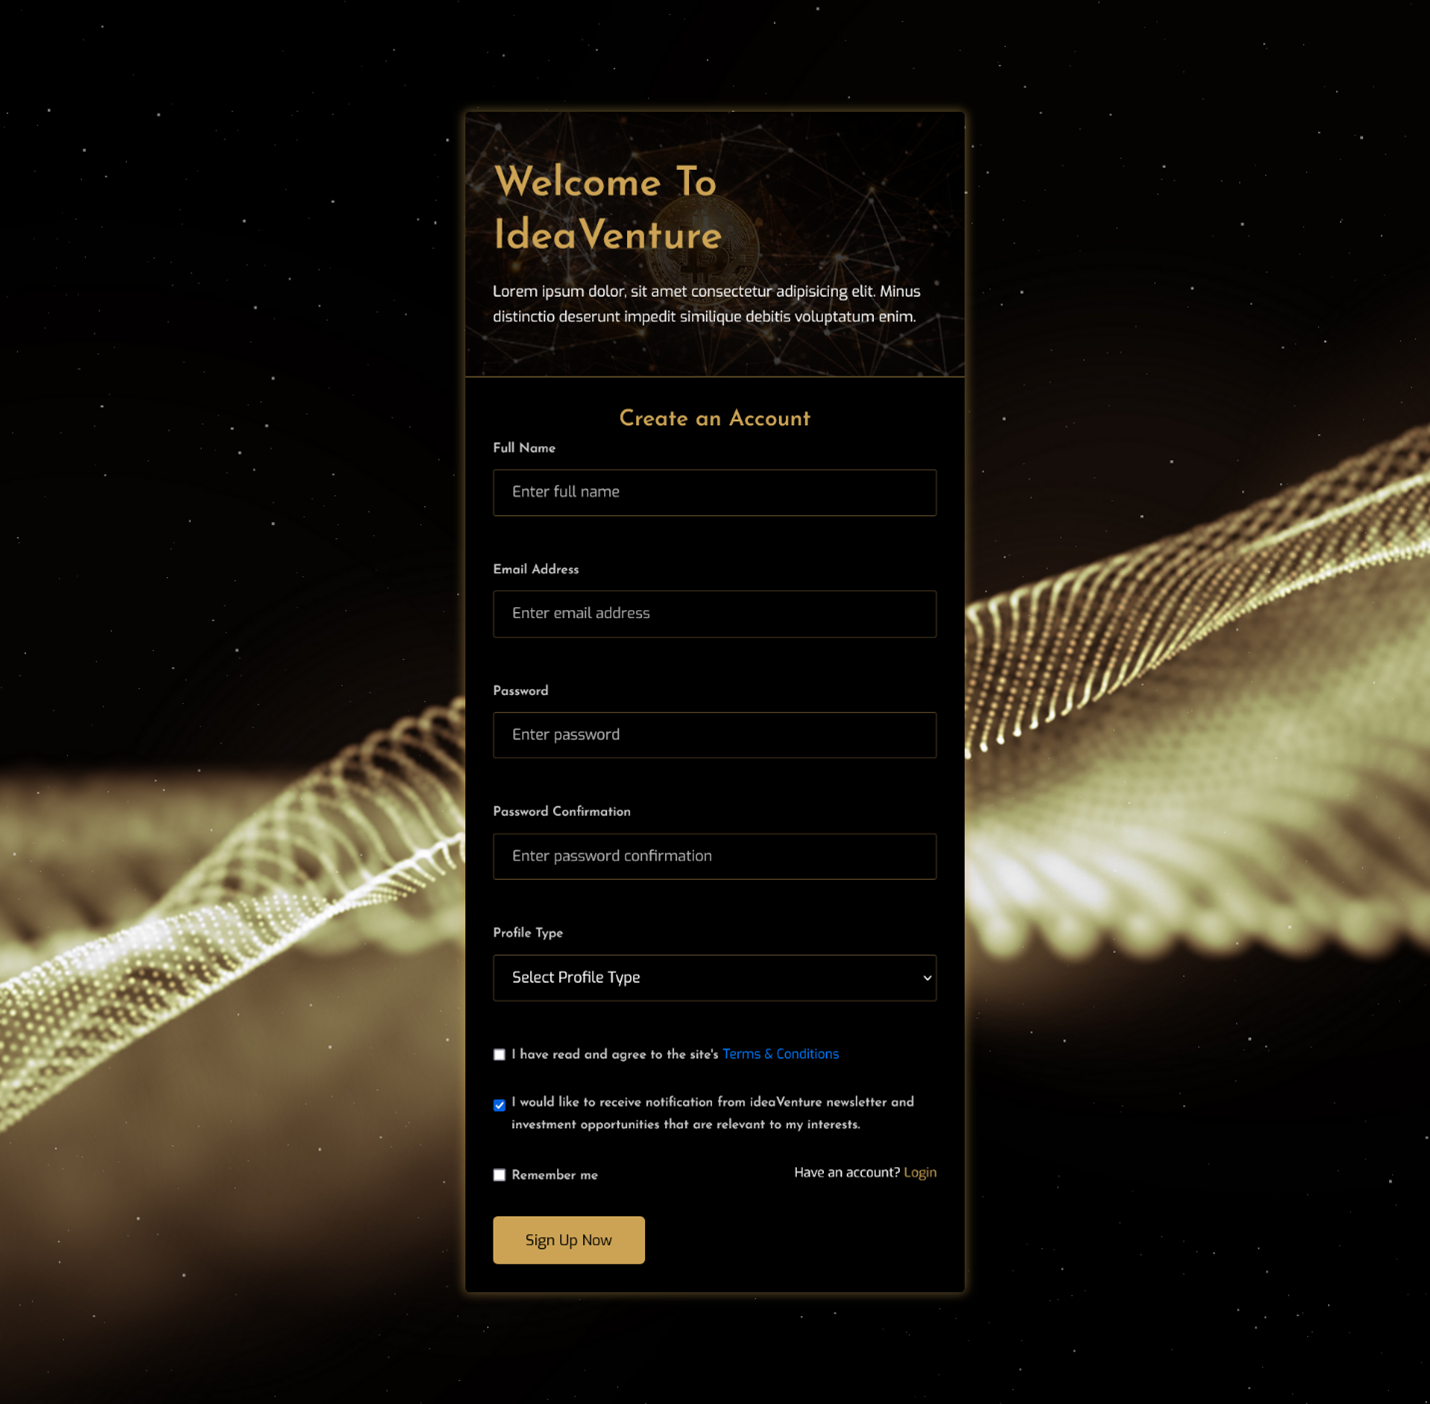 Welcome To
IdeaVenture
Lorem ipsum dolor, sit amet consectetur adipisicing elit. Minus
distinctio deserunt impedit similique debitis voluptatum enim.
Create an Account
Full Name
Enter full name
Email Address
Enter email address
Password
Enter password
Password Confirmation
Enter password confirmation
Profile Type
Select Profile Type
I have read and agree to the site's Terms & Conditions
I would like to receive notification from ideaVenture newsletter and
investment opportunities that are relevant to my interests.
Remember me
Have an account? Login
Sign Up Now